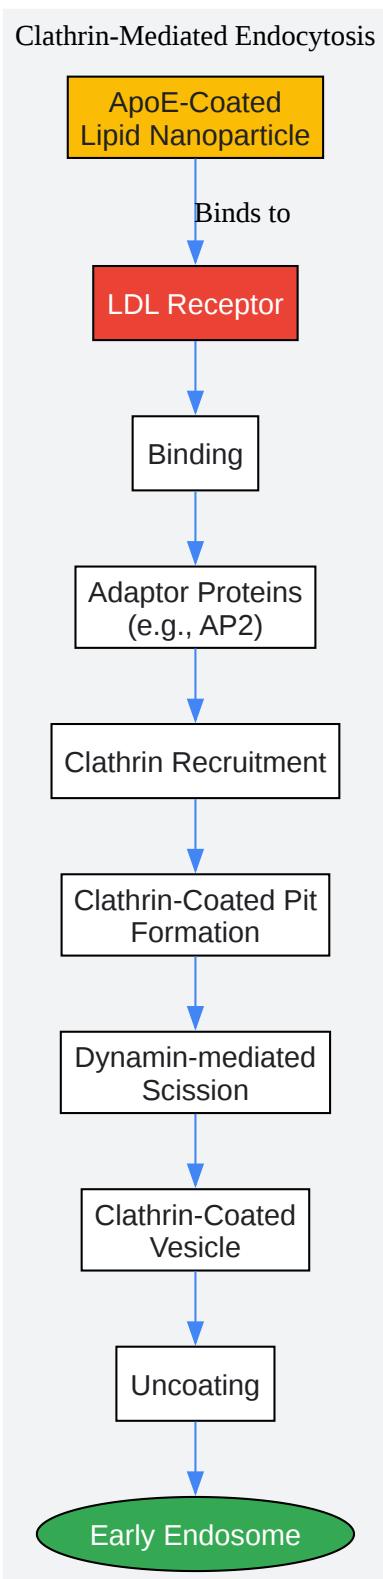 Clathrin-Mediated Endocytosis
ApoE-Coated
Lipid Nanoparticle
Binds to
LDL Receptor
Binding
Adaptor Proteins
(e.g., AP2)
Clathrin Recruitment
Clathrin-Coated Pit
Formation
Dynamin-mediated
Scission
Clathrin-Coated
Vesicle
Uncoating
Early Endosome